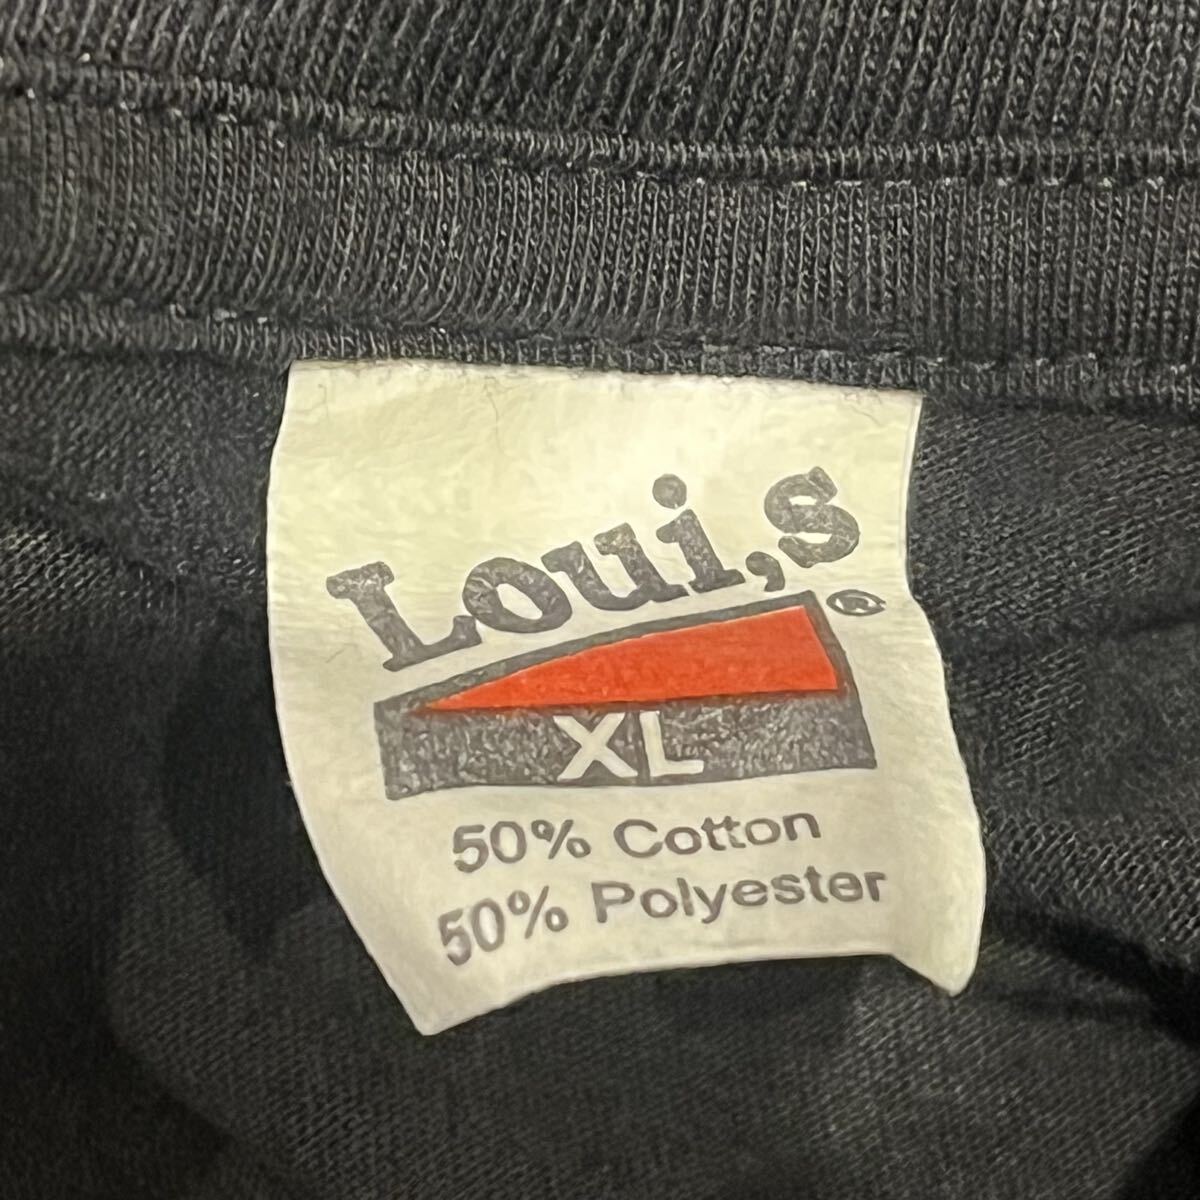 Loui,s ®
XL
50% Cotton
50% Polyester